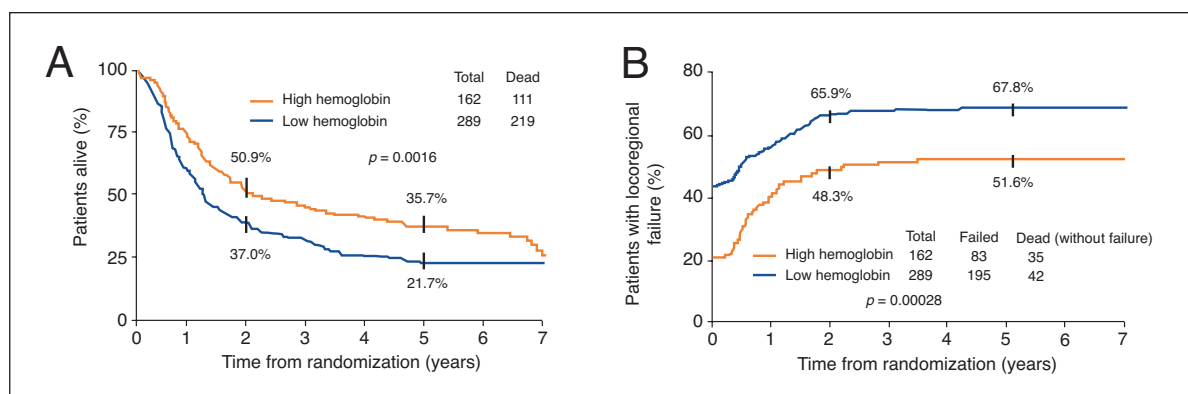 A
Patients alive (%)
100
75
50
25
0
Total Dead
High hemoglobin 162 111
Low hemoglobin 289 219
p = 0.0016
50.9%
35.7%
37.0%
21.7%
0 1 2 3 4 5 6 7
Time from randomization (years)
B
Patients with locoregional
failure (%)
80
60
40
20
0
65.9%
67.8%
48.3%
51.6%
Total Failed Dead (without failure)
High hemoglobin 162 83 35
Low hemoglobin 289 195 42
p = 0.00028
0 1 2 3 4 5 6 7
Time from randomization (years)